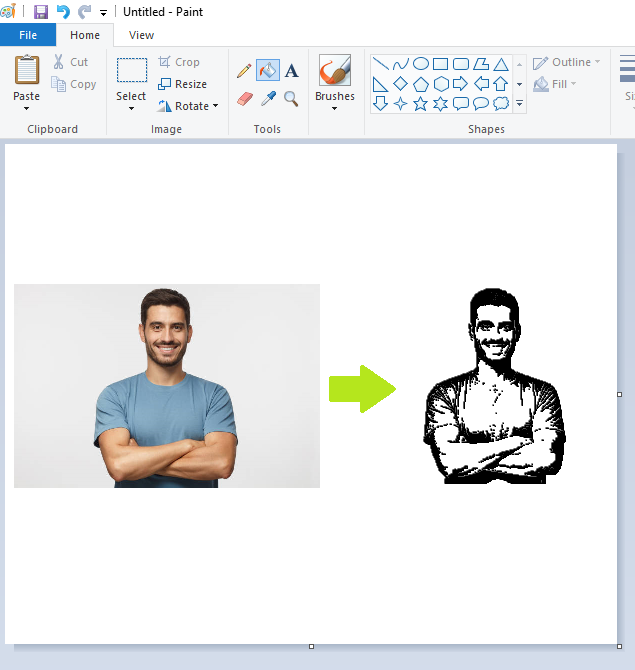 Untitled - Paint
File Home View
Paste
Cut
Copy
Clipboard
Select
Crop
Resize
Rotate
Image
A
Tools
Brushes
Outline
Fill
Shapes